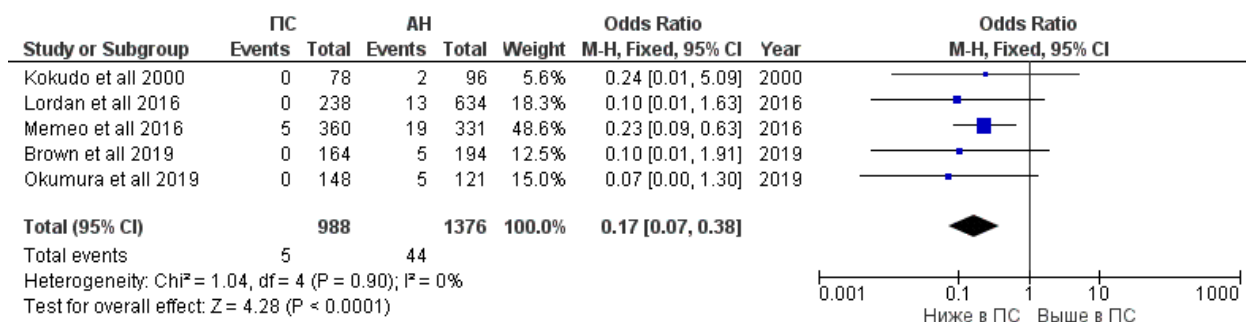 ПС АН Odds Ratio Odds Ratio
Study or Subgroup Events Total Events Total Weight M-H, Fixed, 95% CI Year M-H, Fixed, 95% CI
Kokudo et all 2000 0 78 2 96 5.6% 0.24 [0.01, 5.09] 2000
Lordan et all 2016 0 238 13 634 18.3% 0.10 [0.01, 1.63] 2016
Memeo et all 2016 5 360 19 331 48.6% 0.23 [0.09, 0.63] 2016
Brown et all 2019 0 164 5 194 12.5% 0.10 [0.01, 1.91] 2019
Okumura et all 2019 0 148 5 121 15.0% 0.07 [0.00, 1.30] 2019
Total (95% CI) 988 1376 100.0% 0.17 [0.07, 0.38]
Total events 5 44
Heterogeneity: Chi² = 1.04, df = 4 (P = 0.90); I² = 0%
Test for overall effect: Z = 4.28 (P < 0.0001)
0.001 0.1 1 10 1000
Ниже в ПС Выше в ПС